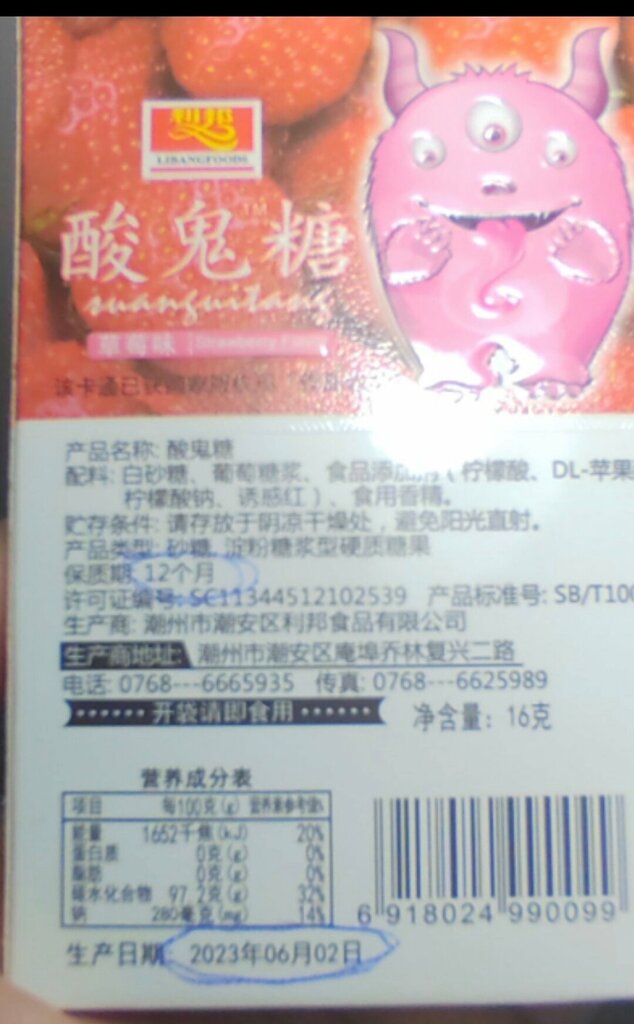 利邦
LIBANGFOODS
酸鬼糖™
suanguitang
草莓味 Strawberry
该卡通已获国家版权
产品名称: 酸鬼糖
配料: 白砂糖、葡萄糖浆、食品添加剂(柠檬酸、DL-苹果
柠檬酸钠、诱惑红)、食用香精。
贮存条件: 请存放于阴凉干燥处，避免阳光直射。
产品类型: 砂糖、淀粉糖浆型硬质糖果
保质期: 12个月
许可证编号: SC11344512102539 产品标准号: SB/T100
生产商: 潮州市潮安区利邦食品有限公司
生产商地址: 潮州市潮安区庵埠乔林复兴二路
电话: 0768---6665935 传真: 0768---6625989
······开袋请即食用······ 净含量: 16克
营养成分表
项目 每100克(g) 营养素参考值%
能量 1652千焦(kJ) 20%
蛋白质 0克(g) 0%
脂肪 0克(g) 0%
碳水化合物 97.2克(g) 32%
钠 280毫克(mg) 14%
6 918024 990099
生产日期: 2023年06月02日